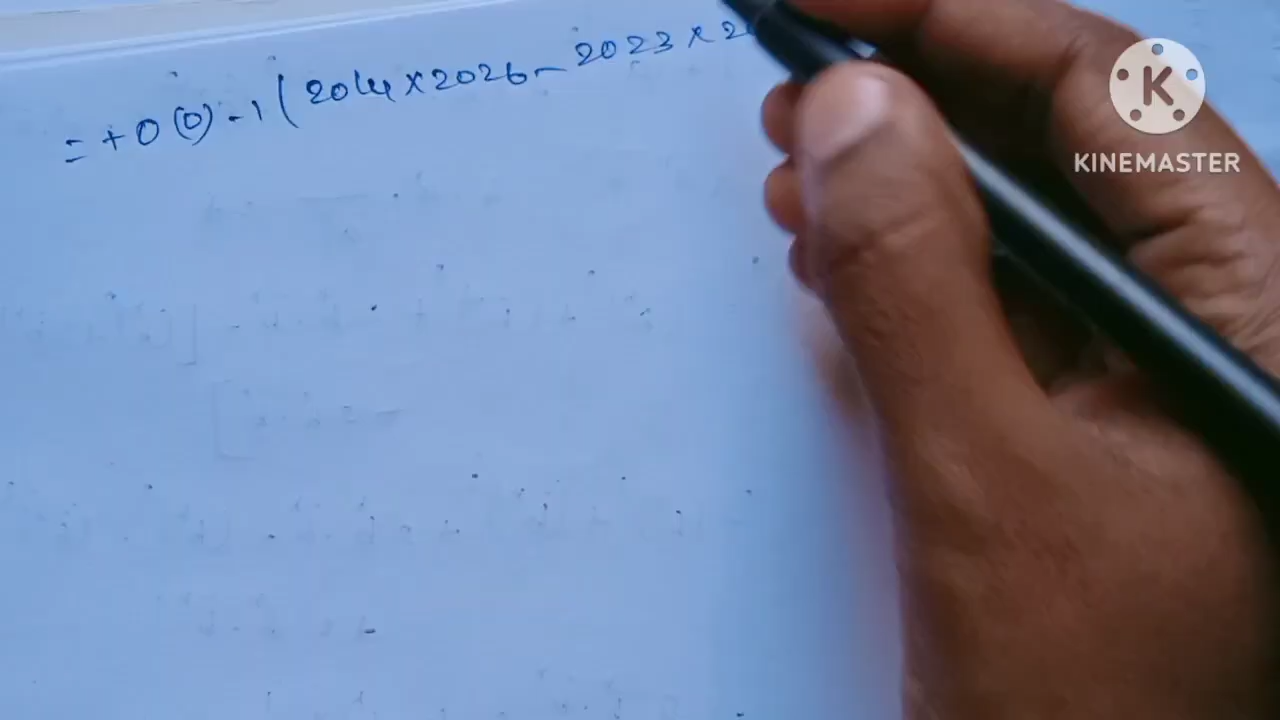 = + 0 (0) - 1 ( 2014 × 2026 - 2023 × 2
KINEMASTER